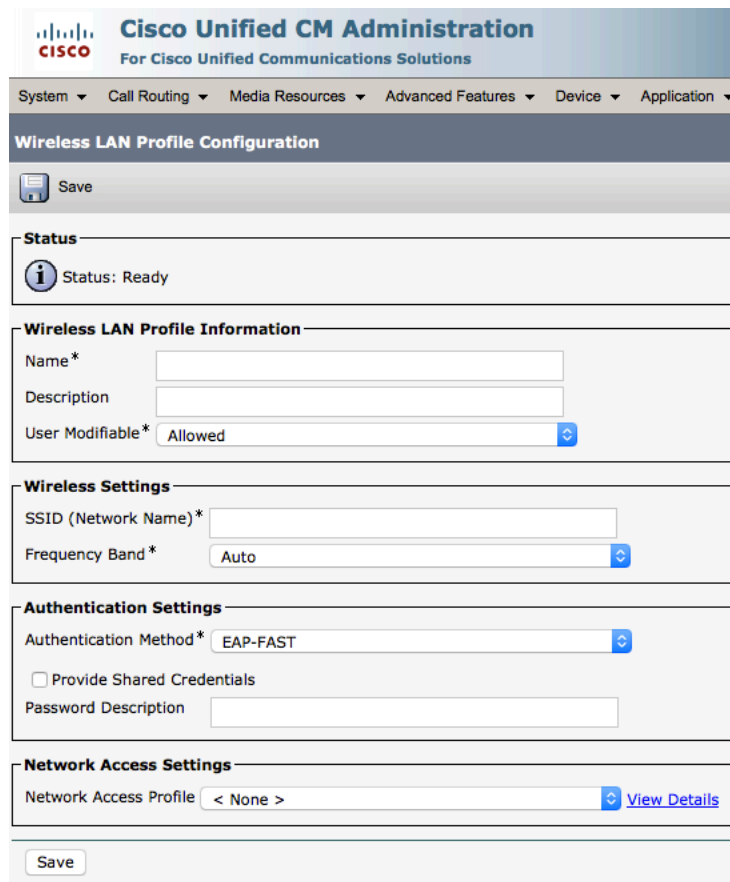 cisco
Cisco Unified CM Administration
For Cisco Unified Communications Solutions
System Call Routing Media Resources Advanced Features Device Application
Wireless LAN Profile Configuration
Save
Status
i Status: Ready
Wireless LAN Profile Information
Name*
Description
User Modifiable* Allowed
Wireless Settings
SSID (Network Name)*
Frequency Band* Auto
Authentication Settings
Authentication Method* EAP-FAST
Provide Shared Credentials
Password Description
Network Access Settings
Network Access Profile < None > View Details
Save